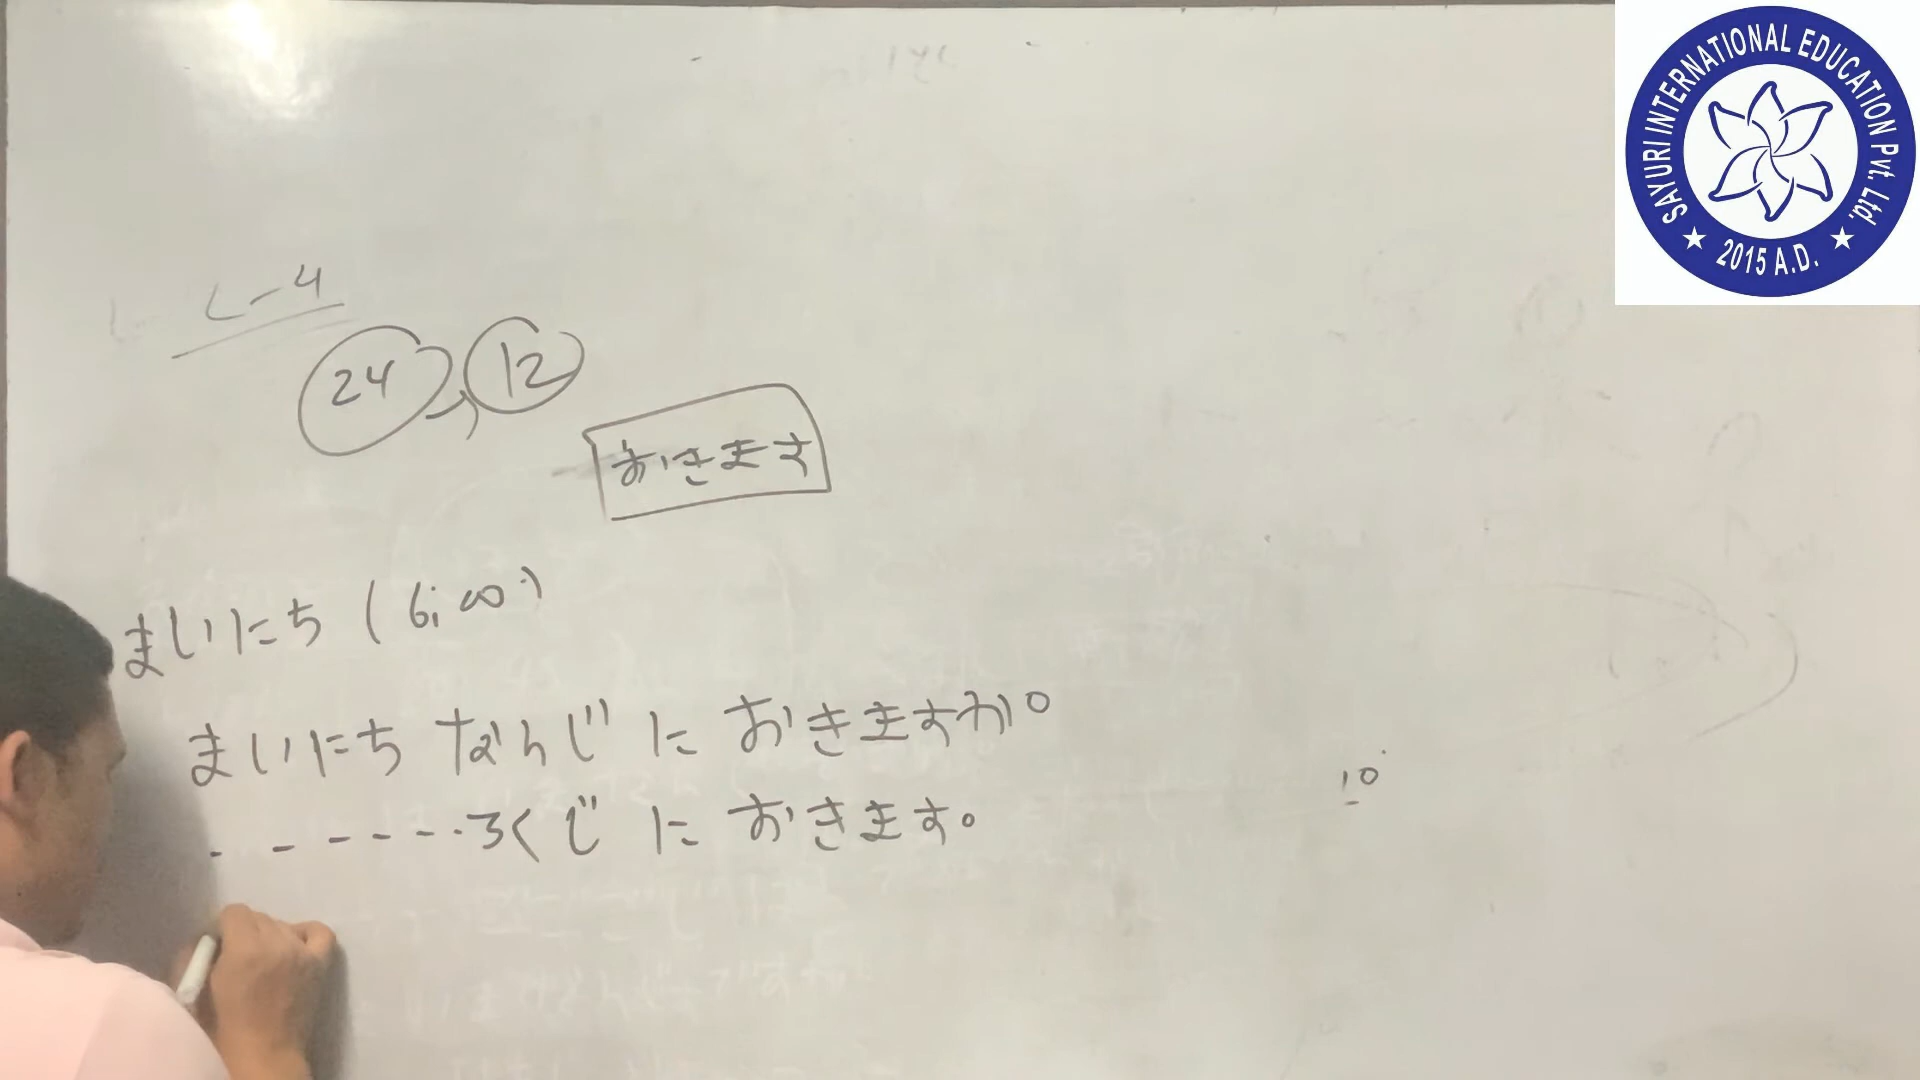 SAYURI INTERNATIONAL EDUCATION Pvt. Ltd.
★ 2015 A.D. ★
L-4
24, 12
おきます
まいにち (6:00)
まいにち なんじ に おきますか。
- - - - - - ろくじ に おきます。
10